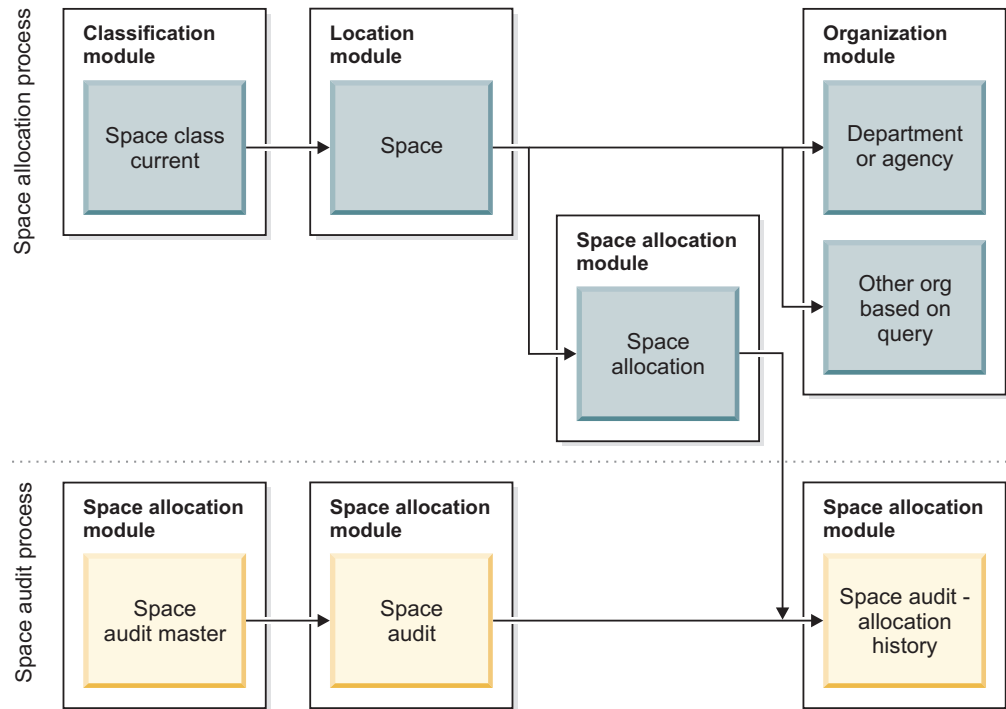 Space allocation process
Classification
module
Space class
current
Location
module
Space
Organization
module
Department
or agency
Other org
based on
query
Space allocation
module
Space
allocation
Space audit process
Space allocation
module
Space
audit master
Space allocation
module
Space
audit
Space allocation
module
Space audit -
allocation
history